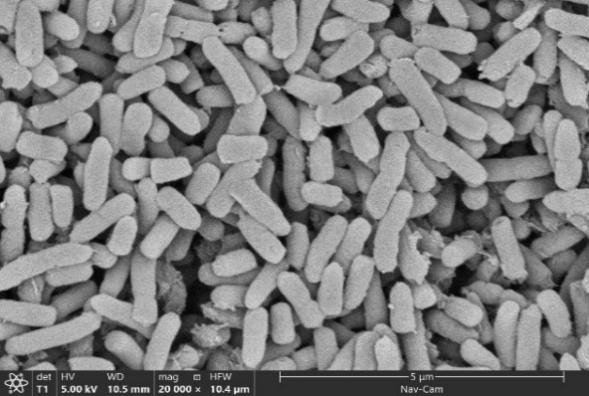 det HV WD mag HFW 5 µm
T1 5.00 kV 10.5 mm 20 000 × 10.4 µm Nav-Cam